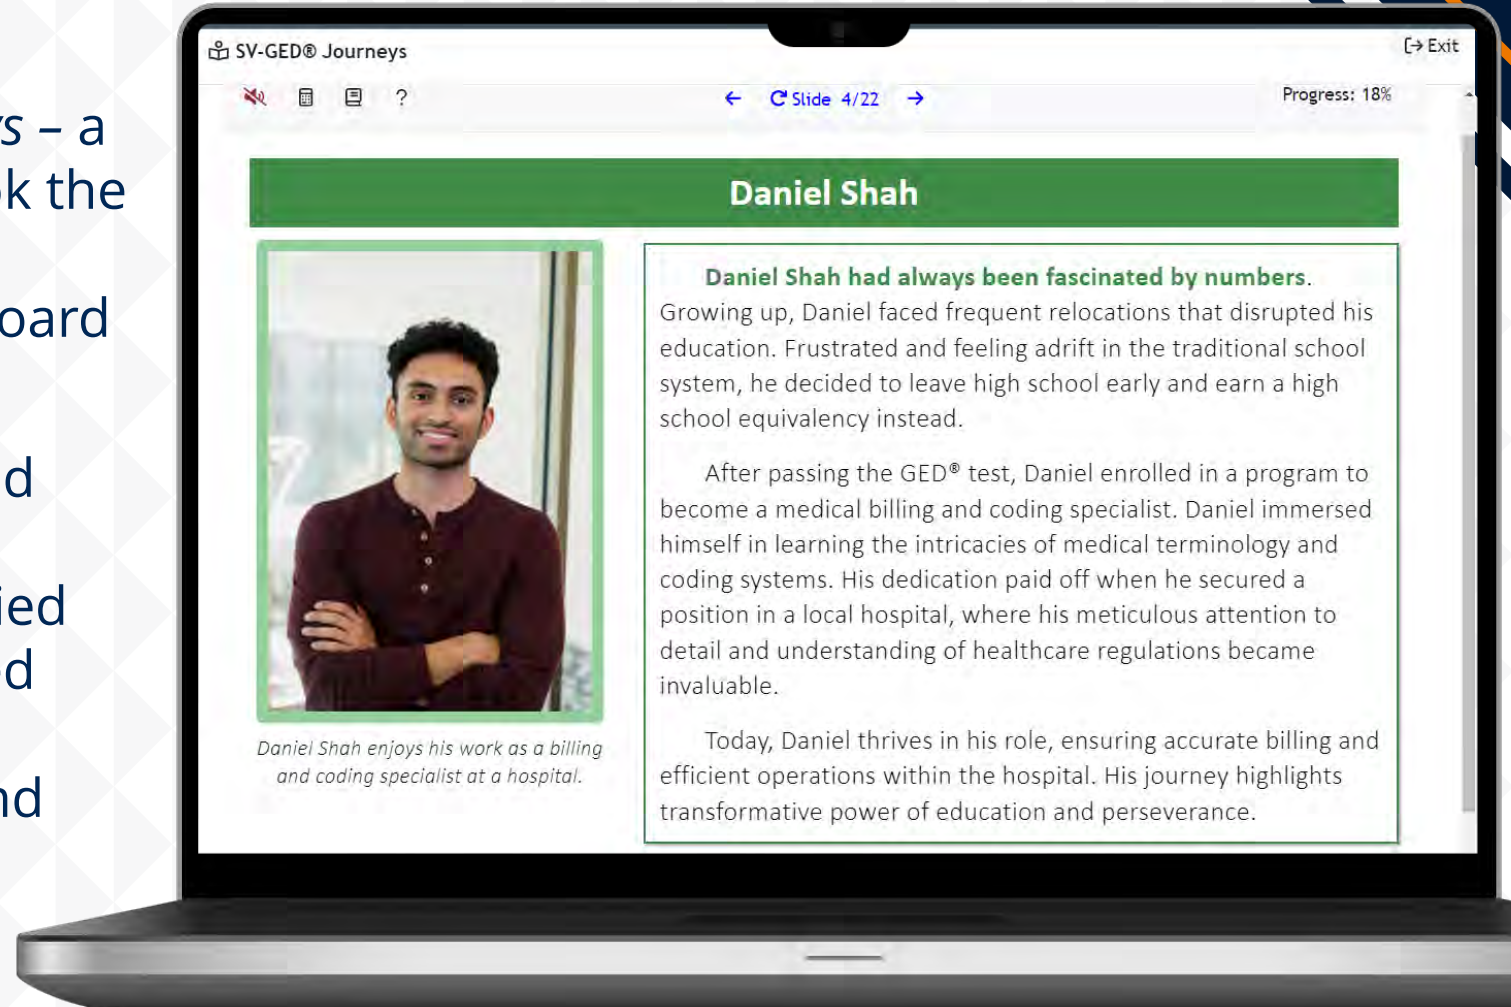 s – a
k the
oard
d
ied
ed
nd
SV-GED® Journeys
Exit
?
Slide 4/22
Progress: 18%
Daniel Shah
Daniel Shah had always been fascinated by numbers.
Growing up, Daniel faced frequent relocations that disrupted his
education. Frustrated and feeling adrift in the traditional school
system, he decided to leave high school early and earn a high
school equivalency instead.
After passing the GED® test, Daniel enrolled in a program to
become a medical billing and coding specialist. Daniel immersed
himself in learning the intricacies of medical terminology and
coding systems. His dedication paid off when he secured a
position in a local hospital, where his meticulous attention to
detail and understanding of healthcare regulations became
invaluable.
Today, Daniel thrives in his role, ensuring accurate billing and
efficient operations within the hospital. His journey highlights
transformative power of education and perseverance.
Daniel Shah enjoys his work as a billing
and coding specialist at a hospital.